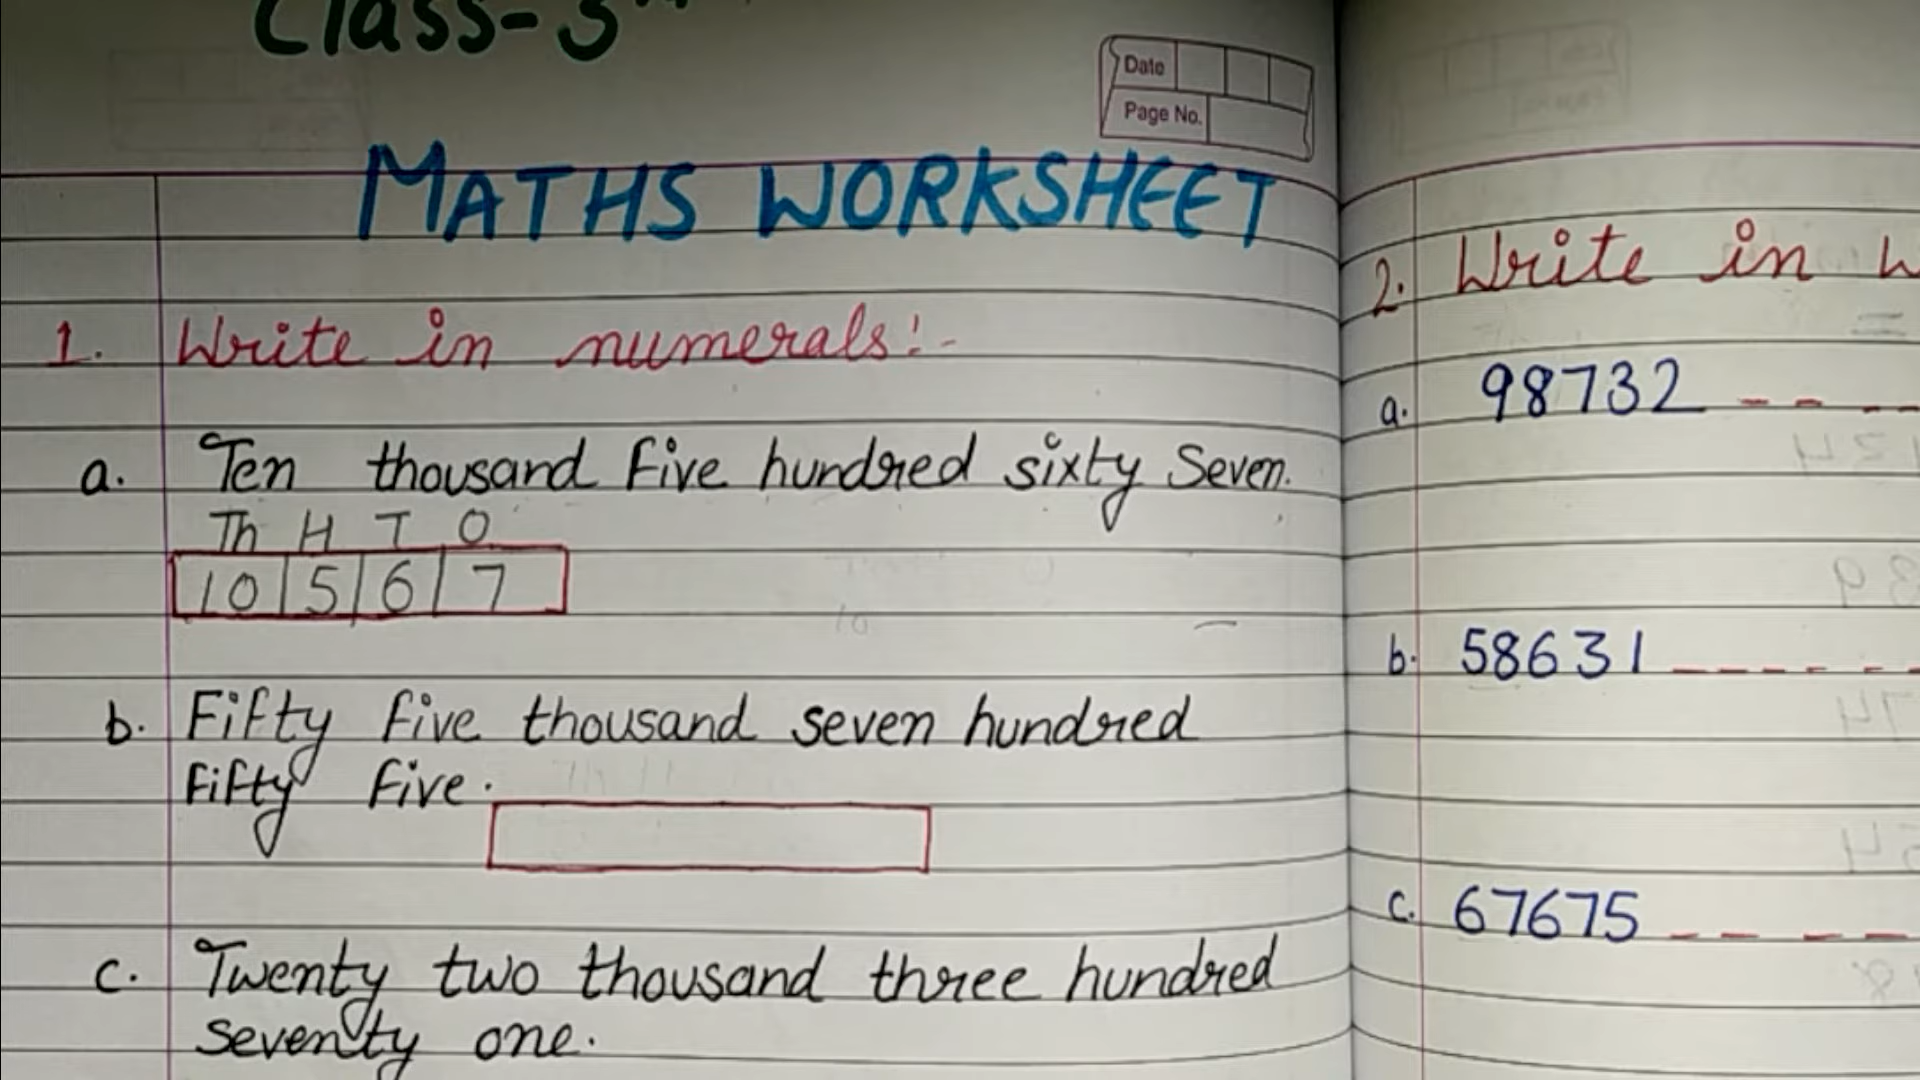 Class-3rd
Date
Page No.
MATHS WORKSHEET
1. Write in numerals:-
a. Ten thousand Five hundred sixty Seven.
Th H T O
10 5 6 7
b. Fifty five thousand seven hundred
Fifty Five.
c. Twenty two thousand three hundred
seventy one.
2. Write in
a. 98732
b. 58631
c. 67675